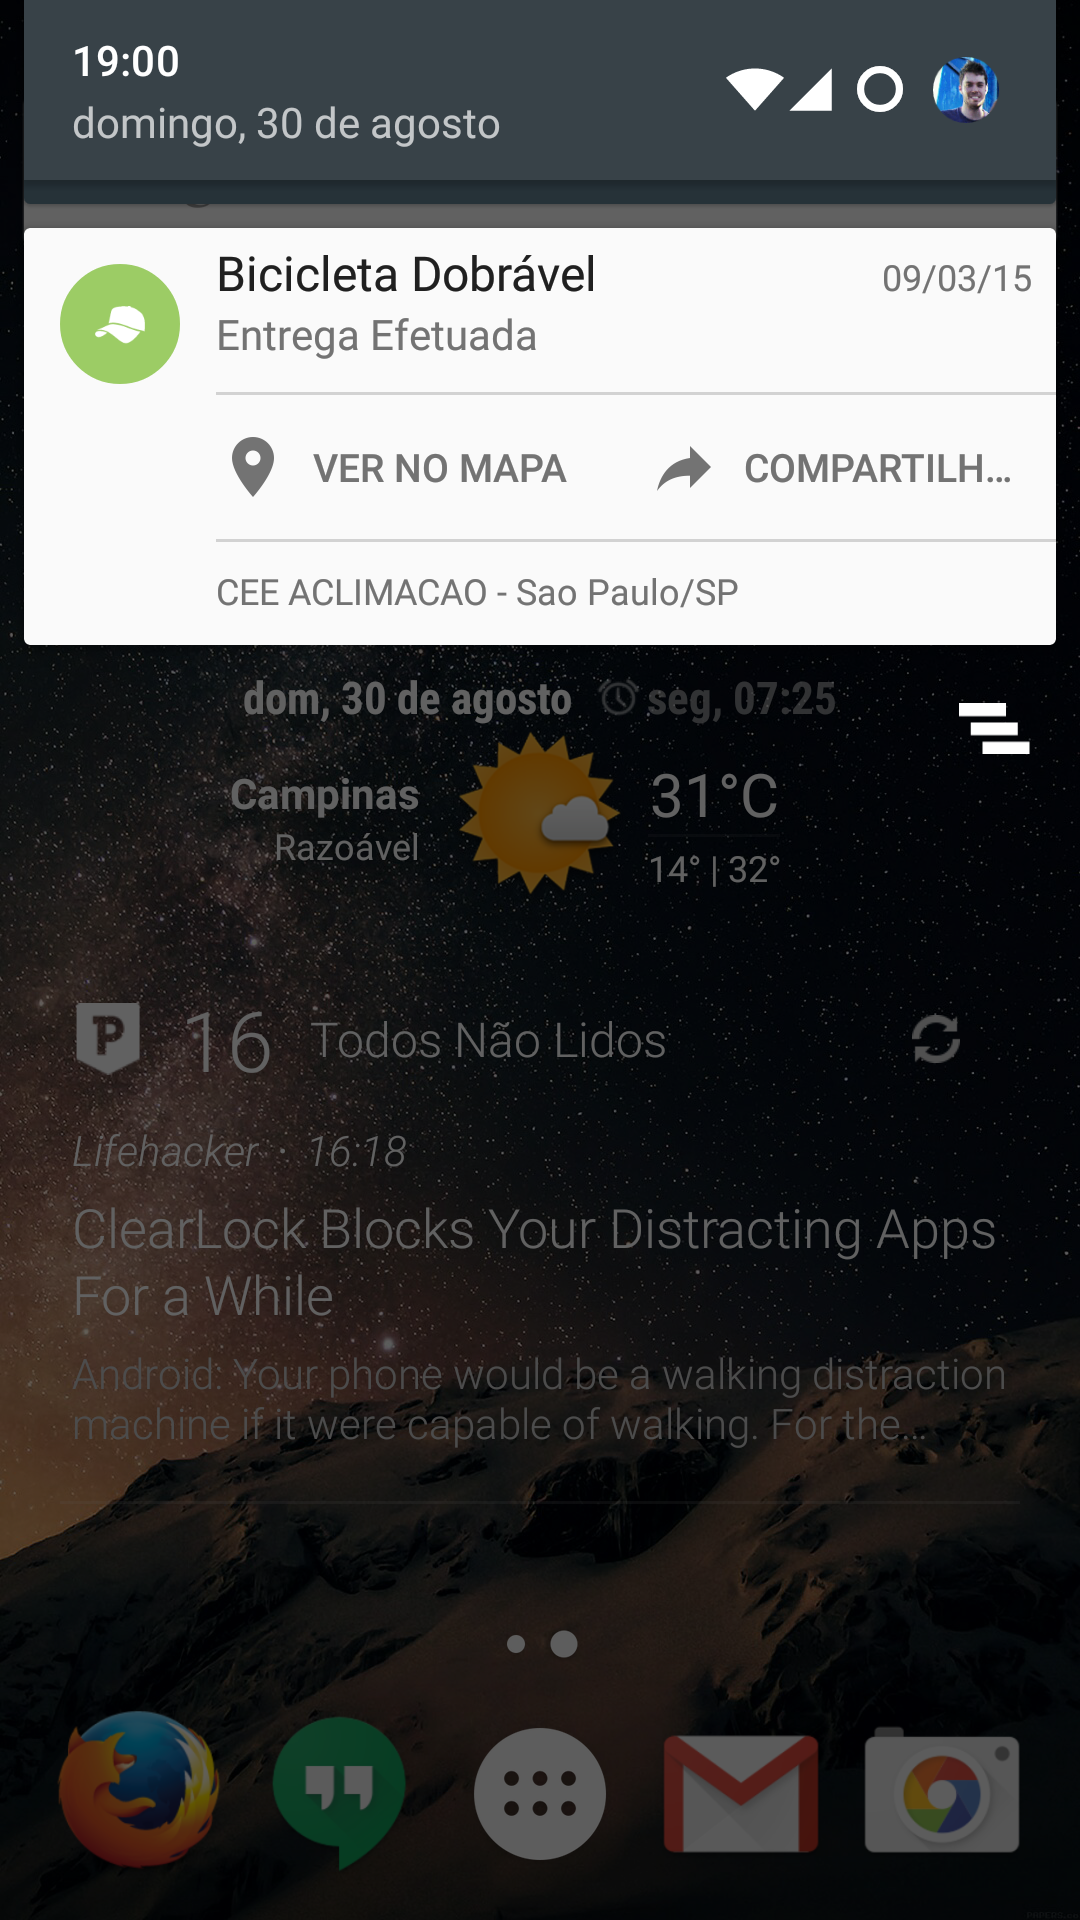 19:00
domingo, 30 de agosto
Bicicleta Dobrável
09/03/15
Entrega Efetuada
VER NO MAPA
COMPARTILH...
CEE ACLIMACAO - Sao Paulo/SP
dom, 30 de agosto
seg, 07:25
Campinas
31°C
Razoável
14° | 32°
P
16
Todos Não Lidos
Lifehacker · 16:18
ClearLock Blocks Your Distracting Apps
For a While
Android: Your phone would be a walking distraction
machine if it were capable of walking. For the...